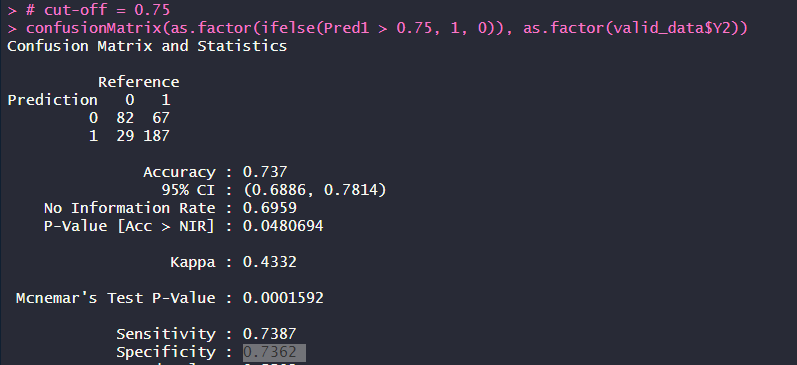 > # cut-off = 0.75
> confusionMatrix(as.factor(ifelse(Pred1 > 0.75, 1, 0)), as.factor(valid_data$Y2))
Confusion Matrix and Statistics
Reference
Prediction 0 1
0 82 67
1 29 187
Accuracy : 0.737
95% CI : (0.6886, 0.7814)
No Information Rate : 0.6959
P-Value [Acc > NIR] : 0.0480694
Kappa : 0.4332
Mcnemar's Test P-Value : 0.0001592
Sensitivity : 0.7387
Specificity : 0.7362